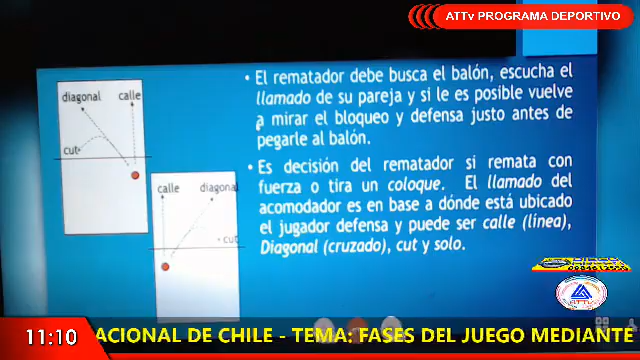 ATTv PROGRAMA DEPORTIVO
• El rematador debe busca el balón, escucha el
llamado de su pareja y si le es posible vuelve
a mirar el bloqueo y defensa justo antes de
pegarle al balón.
• Es decisión del rematador si remata con
fuerza o tira un coloque. El llamado del
acomodador es en base a dónde está ubicado
el jugador defensa y puede ser calle (línea),
Diagonal (cruzado), cut y solo.
diagonal calle
cut
calle diagonal
cut
ATTv
11:10 ACIONAL DE CHILE - TEMA: FASES DEL JUEGO MEDIANTE